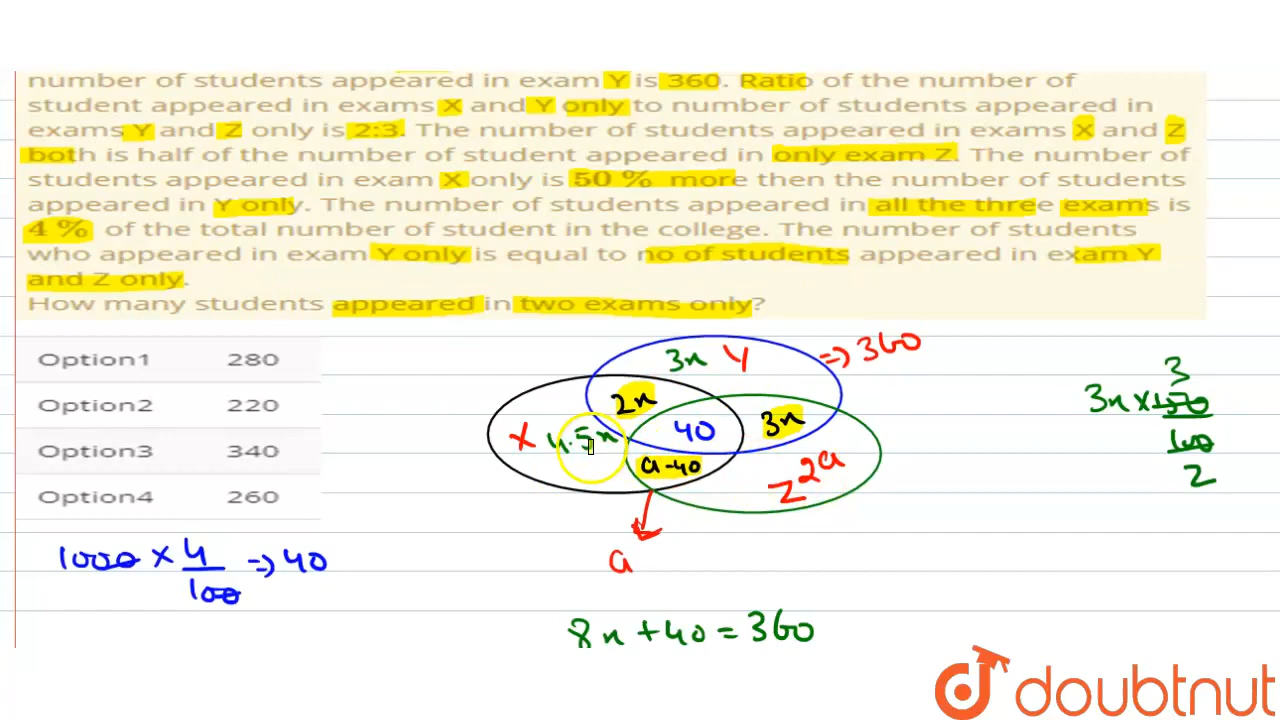 number of students appeared in exam Y is 360. Ratio of the number of
student appeared in exams X and Y only to number of students appeared in
exams Y and Z only is 2:3. The number of students appeared in exams X and Z
both is half of the number of student appeared in only exam Z. The number of
students appeared in exam X only is 50 % more then the number of students
appeared in Y only. The number of students appeared in all the three exams is
4 % of the total number of student in the college. The number of students
who appeared in exam Y only is equal to no of students appeared in exam Y
and Z only.
How many students appeared in two exams only?
Option1 280
Option2 220
Option3 340
Option4 260
3x Y => 360
2x
X 4.5x 40 3x
a-40
Z 2a
a
3x × 150 3
100
2
1000 × 4 => 40
100
8x + 40 = 360
doubtnut